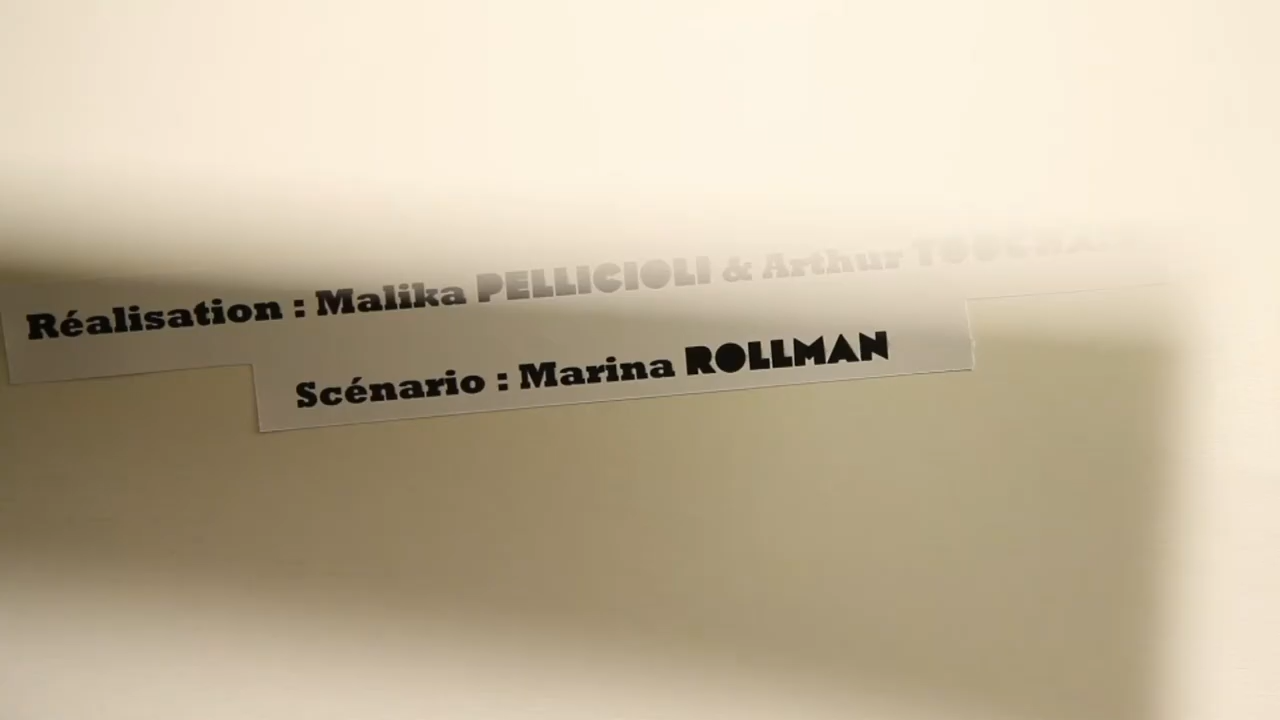 Réalisation : Malika PELLICIOLI & Arthur
Scénario : Marina ROLLMAN